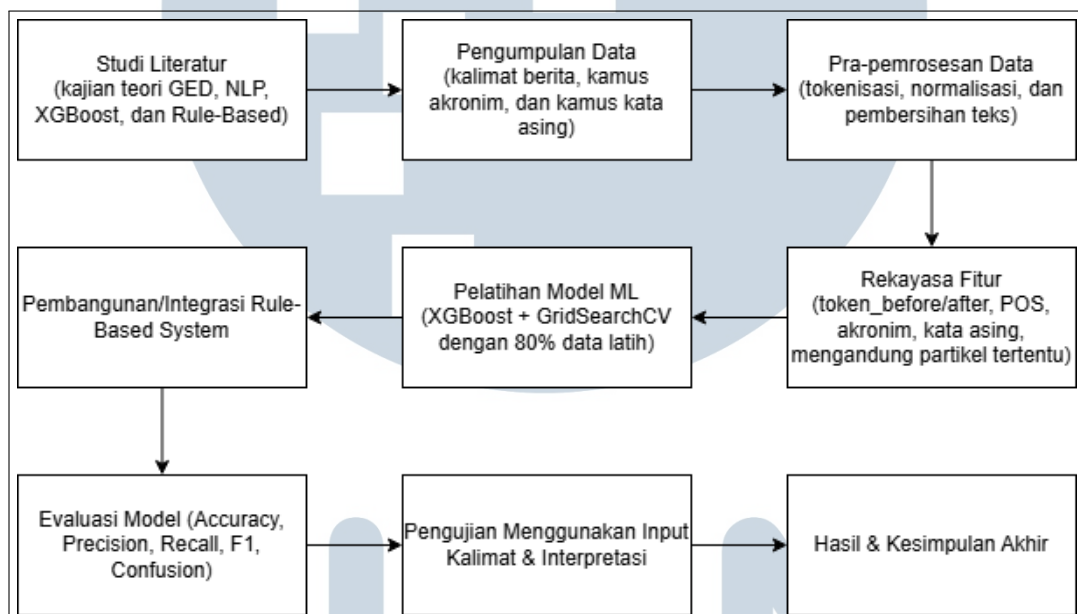 Studi Literatur
(kajian teori GED, NLP,
XGBoost, dan Rule-Based)
Pengumpulan Data
(kalimat berita, kamus
akronim, dan kamus kata
asing)
Pra-pemrosesan Data
(tokenisasi, normalisasi, dan
pembersihan teks)
Rekayasa Fitur
(token_before/after, POS,
akronim, kata asing,
mengandung partikel tertentu)
Pelatihan Model ML
(XGBoost + GridSearchCV
dengan 80% data latih)
Pembangunan/Integrasi Rule-
Based System
Evaluasi Model (Accuracy,
Precision, Recall, F1,
Confusion)
Pengujian Menggunakan Input
Kalimat & Interpretasi
Hasil & Kesimpulan Akhir